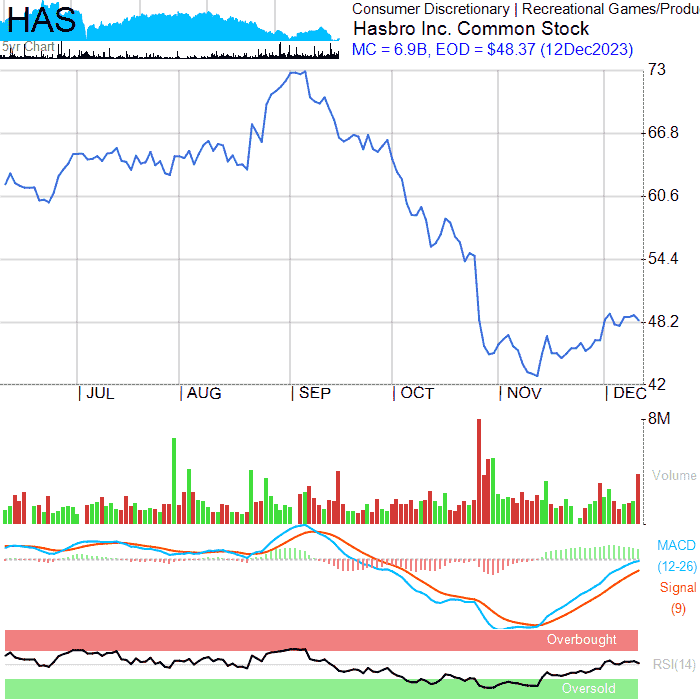 HAS
5yr Chart
Consumer Discretionary | Recreational Games/Produ
Hasbro Inc. Common Stock
MC = 6.9B, EOD = $48.37 (12Dec2023)
73
66.8
60.6
54.4
48.2
42
| JUL | AUG | SEP | OCT | NOV | DEC
8M
Volume
MACD
(12-26)
Signal
(9)
Overbought
RSI(14)
Oversold